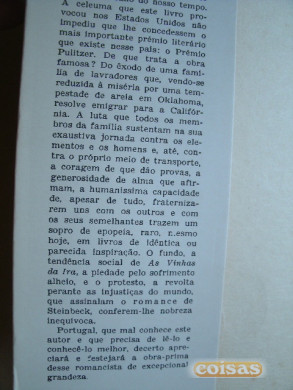 do nosso tempo.
A celeuma que êste livro pro-
vocou nos Estados Unidos não
impediu que lhe concedessem o
mais importante prémio literário
que existe nesse país: o Prémio
Pulitzer. De que trata a obra
famosa? Do êxodo de uma famí-
lia de lavradores que, vendo-se
reduzida à miséria por uma tem-
pestade de areia em Oklahoma,
resolve emigrar para a Califór-
nia. A luta que todos os mem-
bros da família sustentam na sua
exaustiva jornada contra os ele-
mentos e os homens e, até, con-
tra o próprio meio de transporte,
a coragem de que dão provas, a
generosidade de alma que afir-
mam, a humaníssima capacidade
de, apesar de tudo, fraterniza-
rem uns com os outros e com
os seus semelhantes trazem um
sopro de epopeia, raro, mesmo
hoje, em livros de idêntica ou
parecida inspiração. O fundo, a
tendência social de As Vinhas
da Ira, a piedade pelo sofrimento
alheio, e o protesto, a revolta
perante as injustiças do mundo,
que assinalam o romance de
Steinbeck, conferem-lhe nobreza
inequívoca.
Portugal, que mal conhece este
autor e que precisa de lê-lo e
conhecê-lo melhor, decerto apre-
ciará e festejará a obra-prima
desse romancista de excepcional
grandeza.
coisas